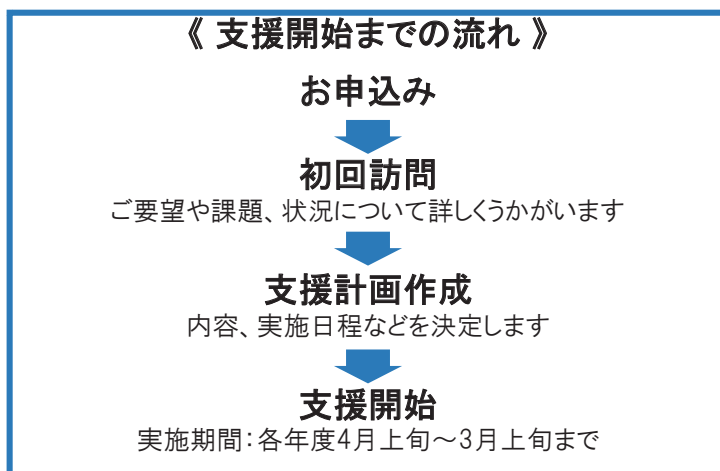 《 支援開始までの流れ 》
お申込み
初回訪問
ご要望や課題、状況について詳しくうかがいます
支援計画作成
内容、実施日程などを決定します
支援開始
実施期間：各年度4月上旬～3月上旬まで